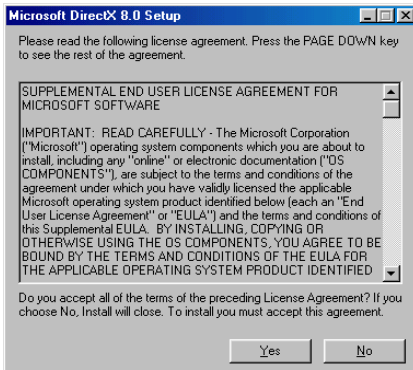 Microsoft DirectX 8.0 Setup
Please read the following license agreement. Press the PAGE DOWN key
to see the rest of the agreement.
SUPPLEMENTAL END USER LICENSE AGREEMENT FOR
MICROSOFT SOFTWARE
IMPORTANT:  READ CAREFULLY - The Microsoft Corporation
("Microsoft") operating system components which you are about to
install, including any "online" or electronic documentation ("OS
COMPONENTS"), are subject to the terms and conditions of the
agreement under which you have validly licensed the applicable
Microsoft operating system product identified below (each an "End
User License Agreement" or "EULA") and the terms and conditions of
this Supplemental EULA.  BY INSTALLING, COPYING OR
OTHERWISE USING THE OS COMPONENTS, YOU AGREE TO BE
BOUND BY THE TERMS AND CONDITIONS OF THE EULA FOR
THE APPLICABLE OPERATING SYSTEM PRODUCT IDENTIFIED
Do you accept all of the terms of the preceding License Agreement? If you
choose No, Install will close. To install you must accept this agreement.
Yes No